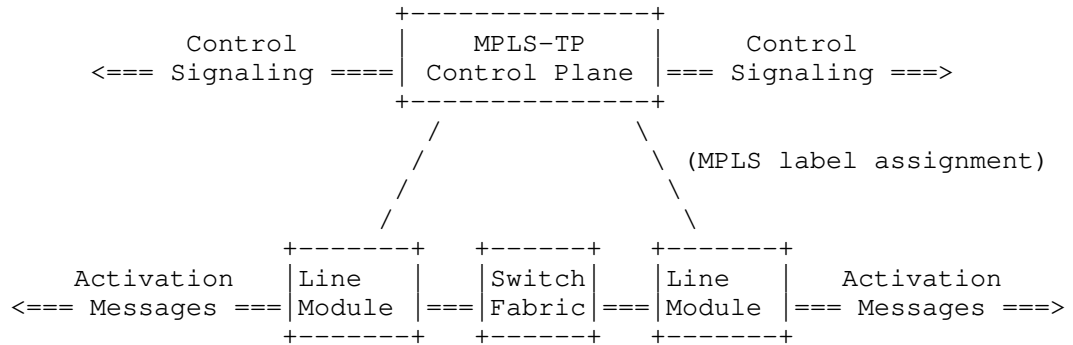 +---------------+
           Control       |    MPLS-TP    |    Control
      <=== Signaling ====| Control Plane |=== Signaling ===>
                         +---------------+
                            /         \
                           /           \  (MPLS label assignment)
                          /             \
                         /               \
                  +-------+  +------+  +-------+
    Activation    |Line   |  |Switch|  |Line   |   Activation
<=== Messages ===|Module |===|Fabric|===|Module |=== Messages ===>
                  +-------+  +------+  +-------+